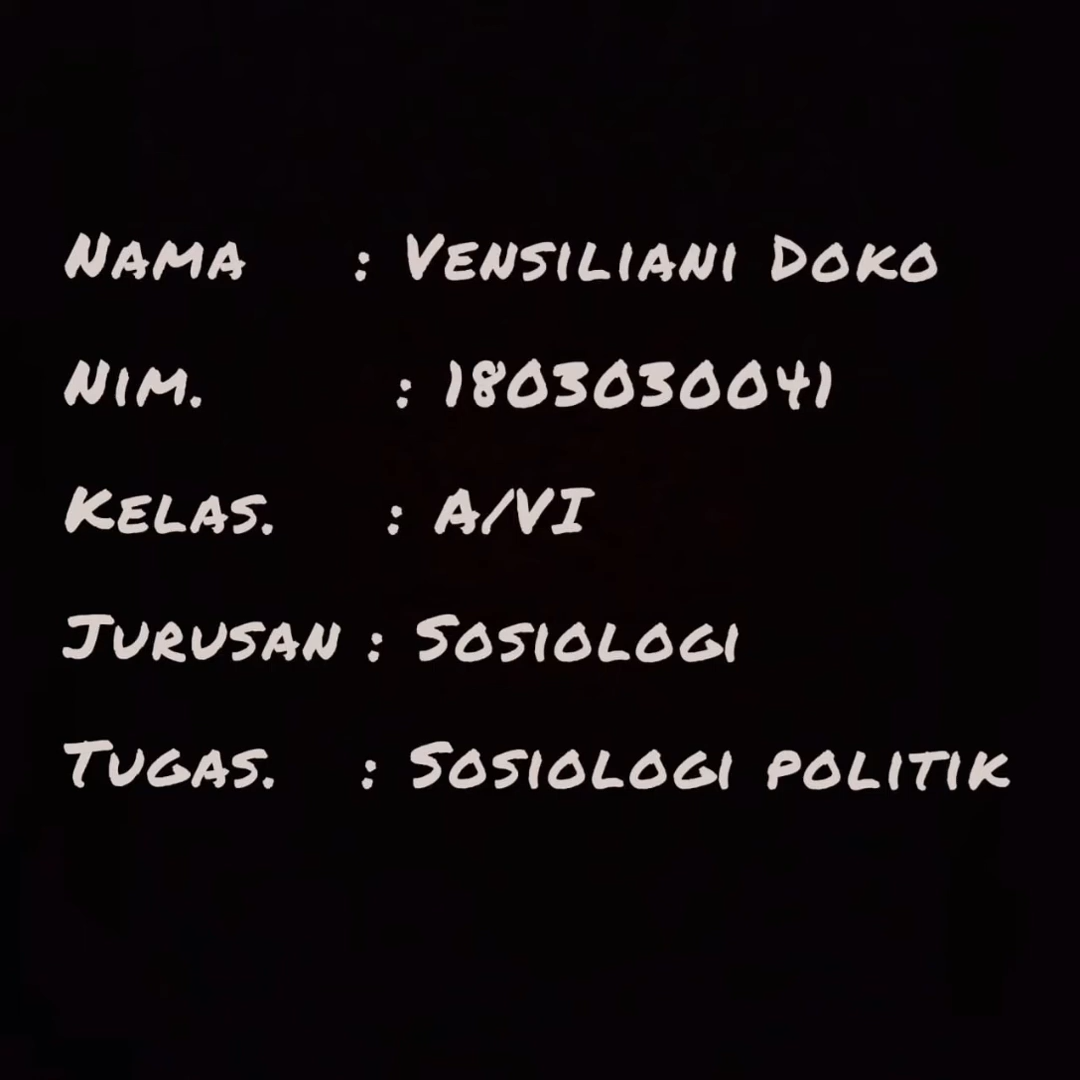 Nama : Vensiliani Doko
Nim. : 1803030041
Kelas. : A/VI
Jurusan : Sosiologi
Tugas. : Sosiologi politik